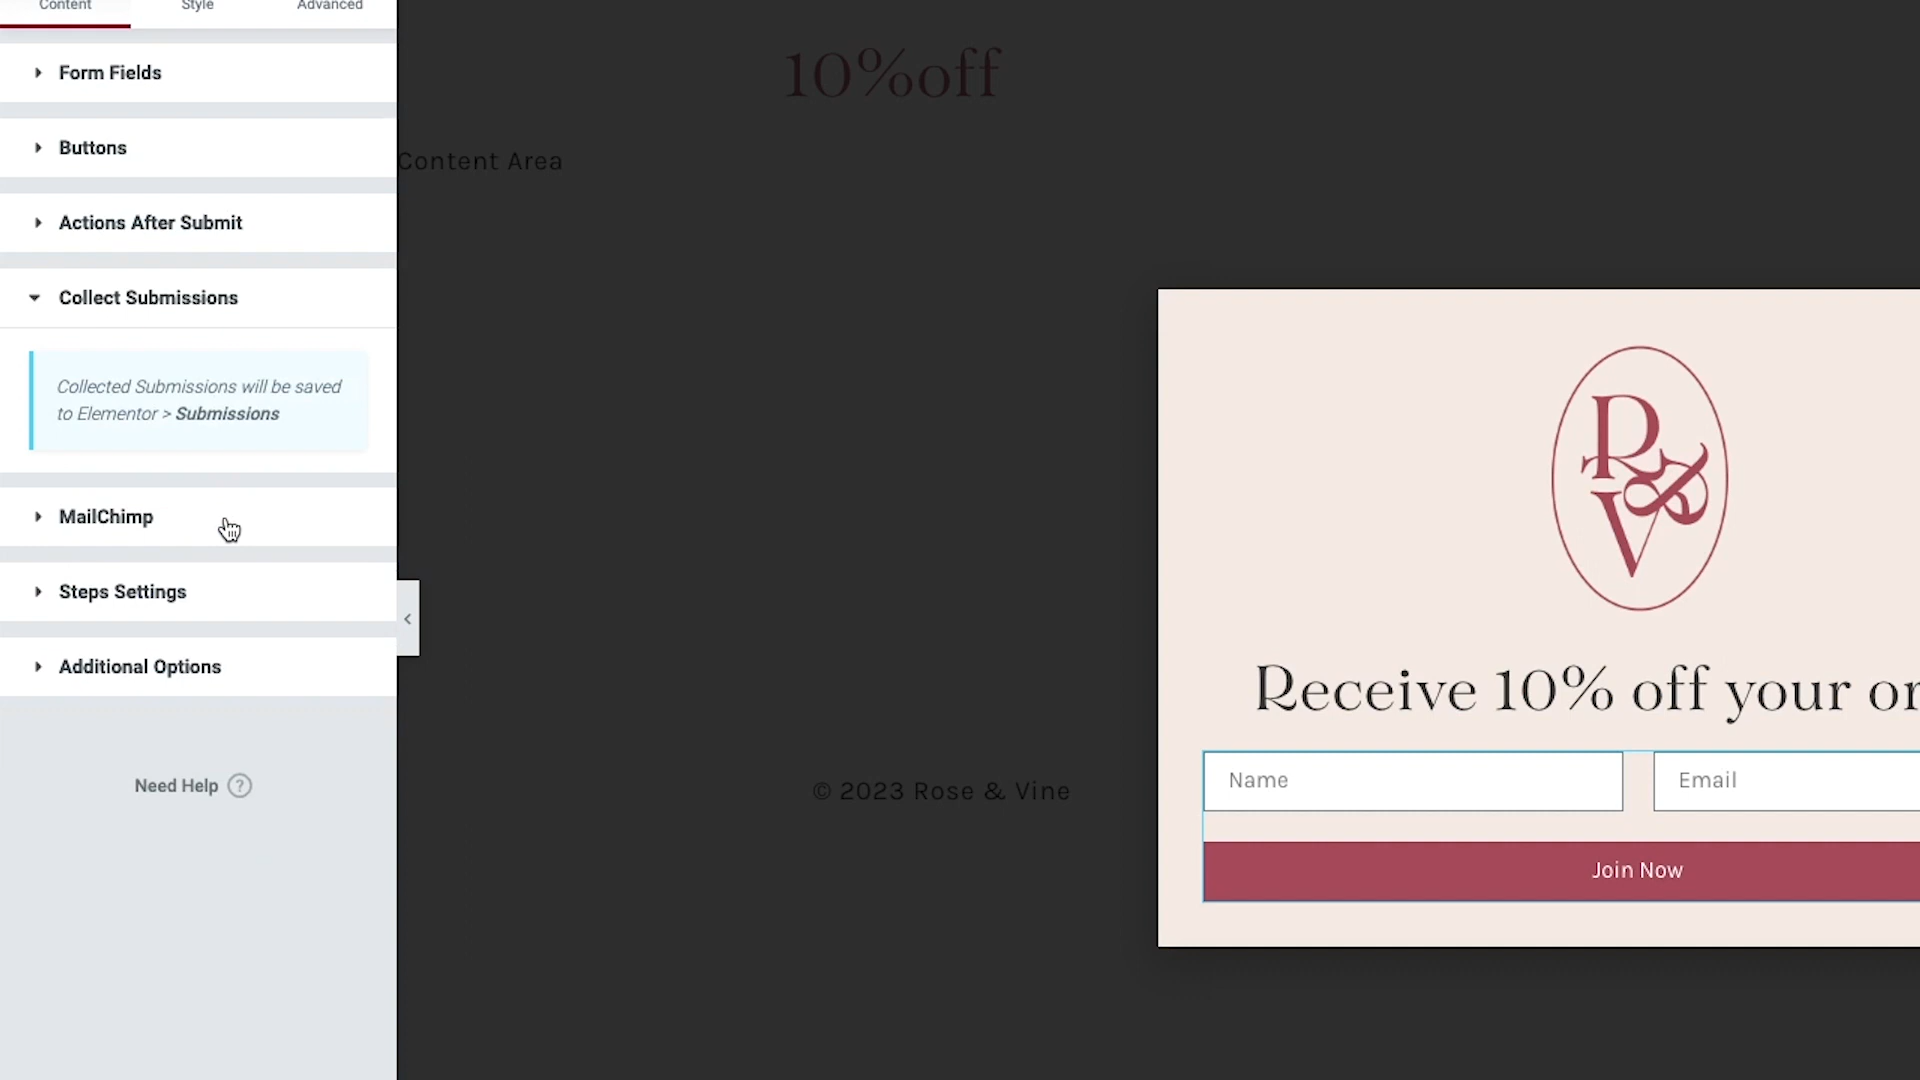 Content
Style
Advanced
Form Fields
Buttons
Actions After Submit
Collect Submissions
Collected Submissions will be saved
to Elementor > Submissions
MailChimp
Steps Settings
Additional Options
Need Help ?
10%off
Content Area
R&V
Receive 10% off your or
Name
Email
Join Now
© 2023 Rose & Vine